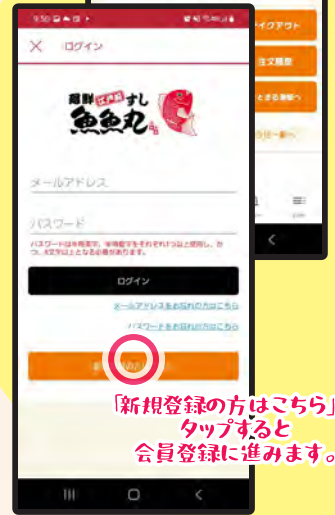 9:50
ログイン
海鮮 江戸前 すし
魚魚丸
メールアドレス
パスワード
パスワードは半角英字、半角数字をそれぞれ1つ以上使用し、か
つ、8文字以上となる必要があります。
ログイン
メールアドレスをお忘れの方はこちら
パスワードをお忘れの方はこちら
イクアウト
注文履歴
「新規登録の方はこちら」
タップすると
会員登録に進みます。